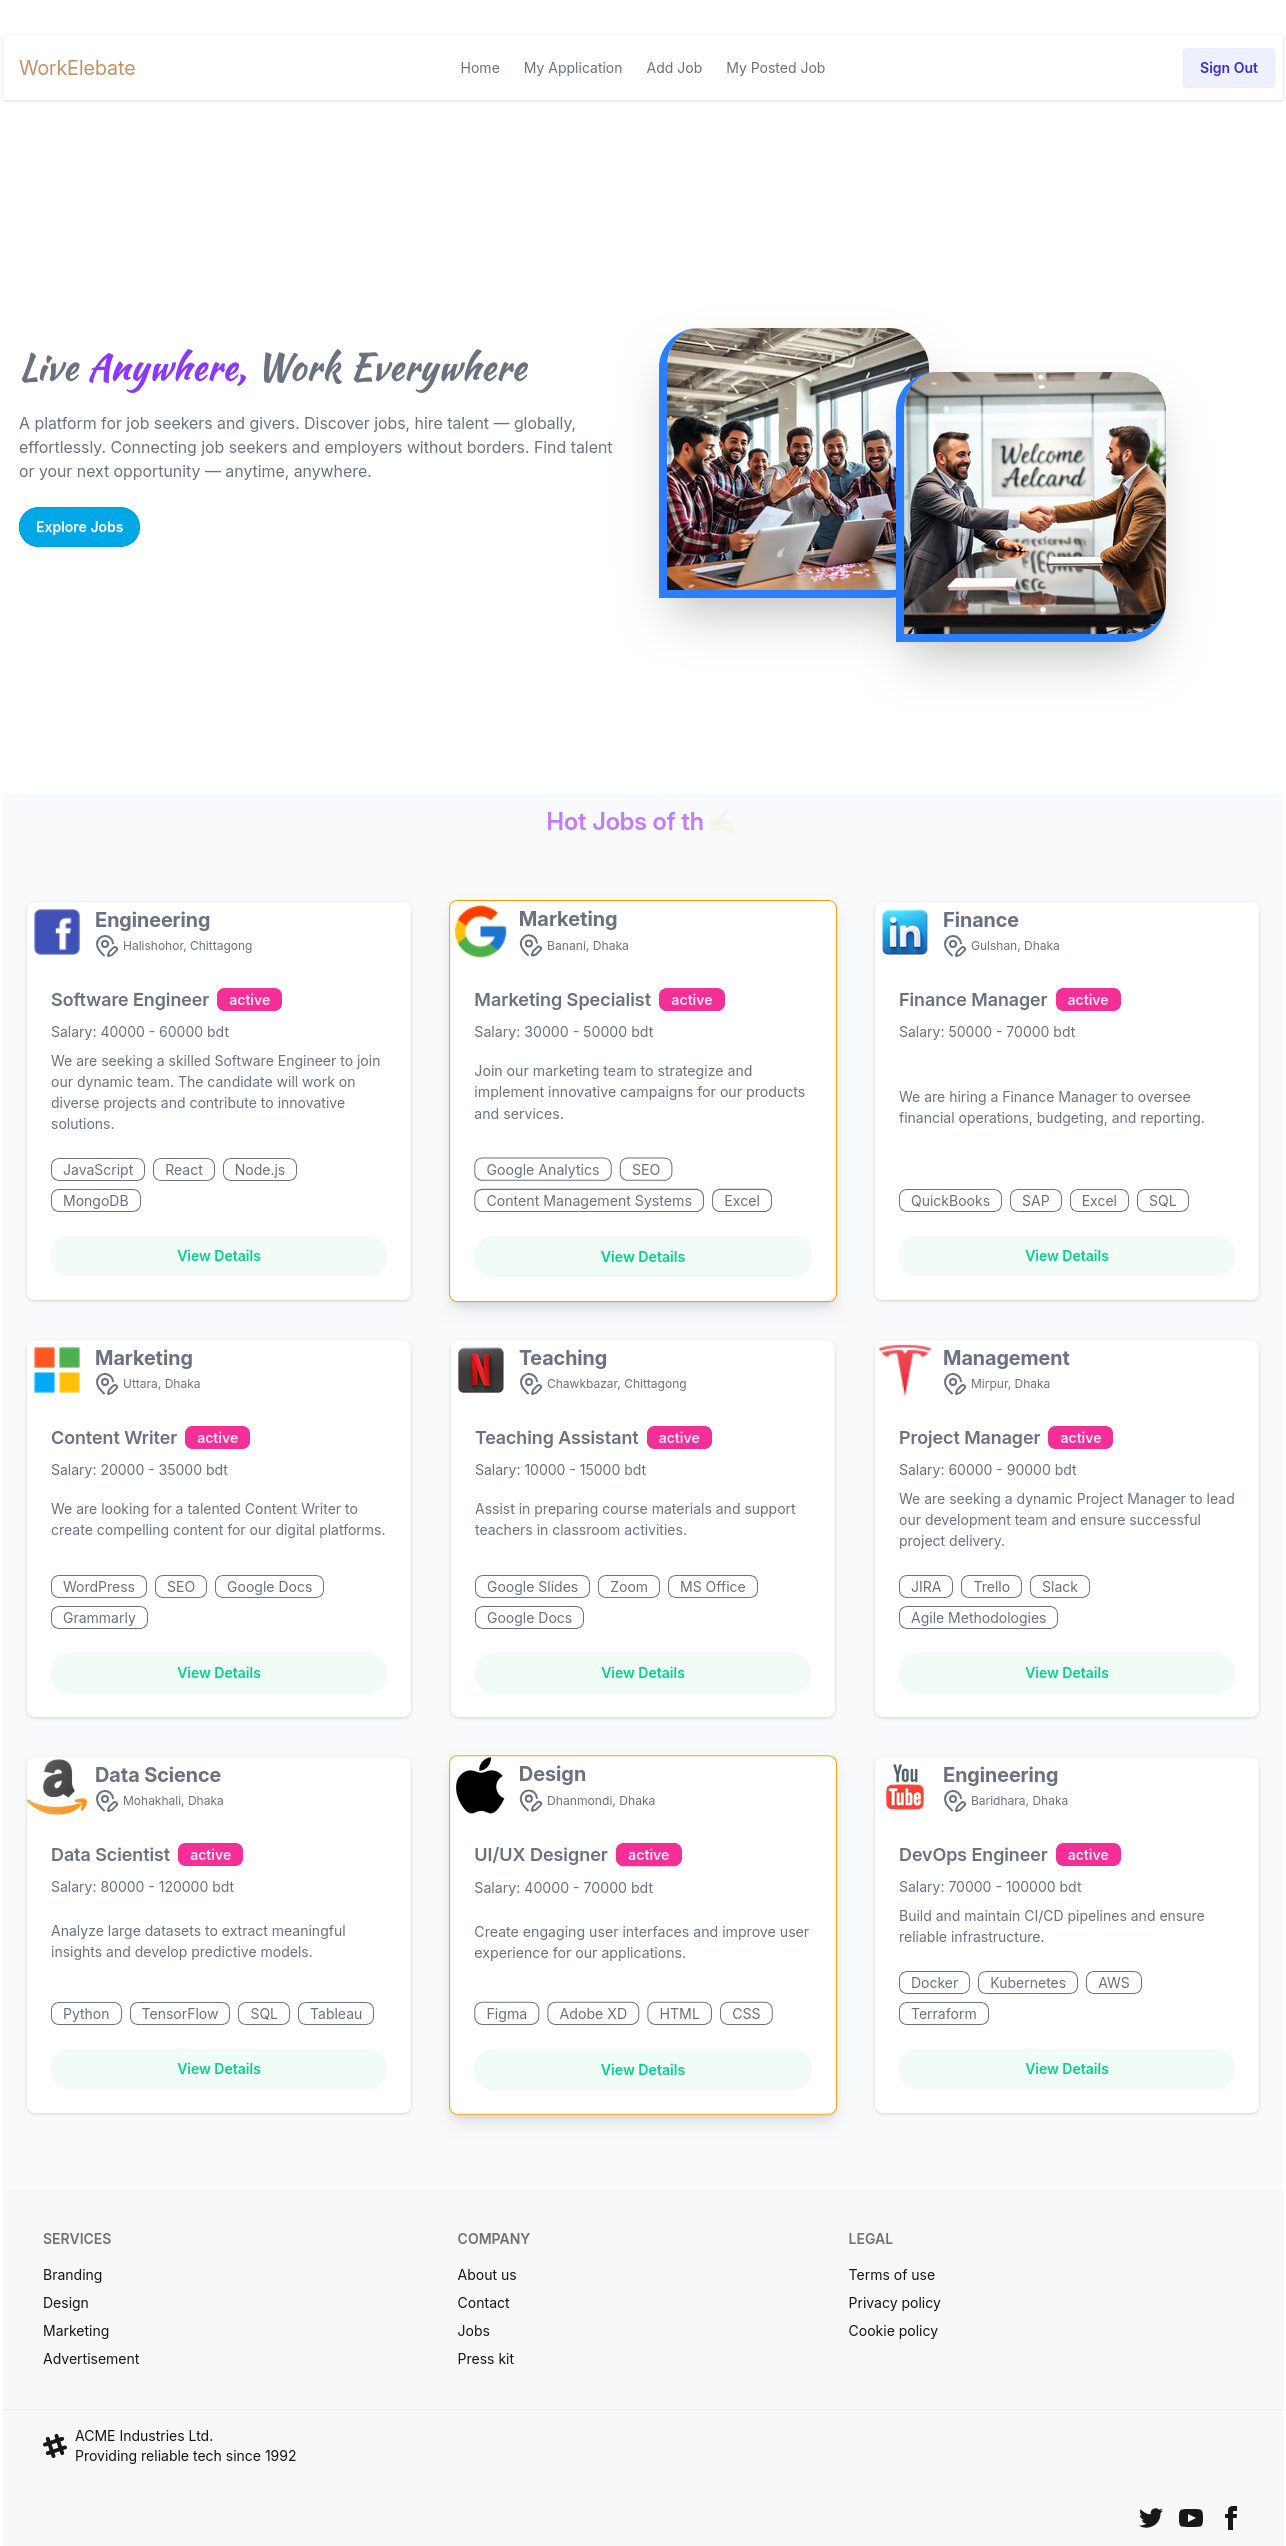 WorkElebate
Home My Application Add Job My Posted Job
Sign Out
Live Anywhere, Work Everywhere
A platform for job seekers and givers. Discover jobs, hire talent — globally,
effortlessly. Connecting job seekers and employers without borders. Find talent
or your next opportunity — anytime, anywhere.
Explore Jobs
Welcome
Aelcard
Hot Jobs of th ✍
Engineering
Halishohor, Chittagong
Software Engineer active
Salary: 40000 - 60000 bdt
We are seeking a skilled Software Engineer to join
our dynamic team. The candidate will work on
diverse projects and contribute to innovative
solutions.
JavaScript React Node.js
MongoDB
View Details
Marketing
Banani, Dhaka
Marketing Specialist active
Salary: 30000 - 50000 bdt
Join our marketing team to strategize and
implement innovative campaigns for our products
and services.
Google Analytics SEO
Content Management Systems Excel
View Details
in
Finance
Gulshan, Dhaka
Finance Manager active
Salary: 50000 - 70000 bdt
We are hiring a Finance Manager to oversee
financial operations, budgeting, and reporting.
QuickBooks SAP Excel SQL
View Details
Marketing
Uttara, Dhaka
Content Writer active
Salary: 20000 - 35000 bdt
We are looking for a talented Content Writer to
create compelling content for our digital platforms.
WordPress SEO Google Docs
Grammarly
View Details
N
Teaching
Chawkbazar, Chittagong
Teaching Assistant active
Salary: 10000 - 15000 bdt
Assist in preparing course materials and support
teachers in classroom activities.
Google Slides Zoom MS Office
Google Docs
View Details
Management
Mirpur, Dhaka
Project Manager active
Salary: 60000 - 90000 bdt
We are seeking a dynamic Project Manager to lead
our development team and ensure successful
project delivery.
JIRA Trello Slack
Agile Methodologies
View Details
a
Data Science
Mohakhali, Dhaka
Data Scientist active
Salary: 80000 - 120000 bdt
Analyze large datasets to extract meaningful
insights and develop predictive models.
Python TensorFlow SQL Tableau
View Details
Design
Dhanmondi, Dhaka
UI/UX Designer active
Salary: 40000 - 70000 bdt
Create engaging user interfaces and improve user
experience for our applications.
Figma Adobe XD HTML CSS
View Details
You
Tube
Engineering
Baridhara, Dhaka
DevOps Engineer active
Salary: 70000 - 100000 bdt
Build and maintain CI/CD pipelines and ensure
reliable infrastructure.
Docker Kubernetes AWS
Terraform
View Details
SERVICES
Branding
Design
Marketing
Advertisement
COMPANY
About us
Contact
Jobs
Press kit
LEGAL
Terms of use
Privacy policy
Cookie policy
ACME Industries Ltd.
Providing reliable tech since 1992